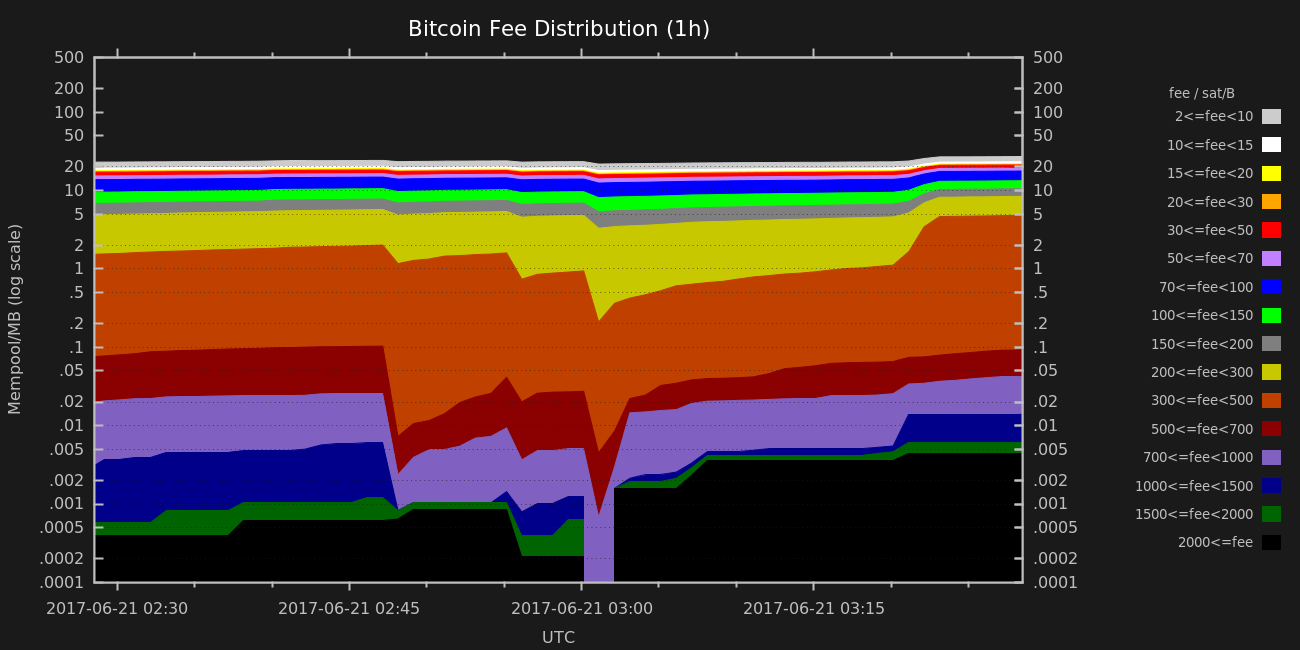 Bitcoin Fee Distribution (1h)
Mempool/MB (log scale)
500
200
100
50
20
10
5
2
1
.5
.2
.1
.05
.02
.01
.005
.002
.001
.0005
.0002
.0001
500
200
100
50
20
10
5
2
1
.5
.2
.1
.05
.02
.01
.005
.002
.001
.0005
.0002
.0001
2017-06-21 02:30
2017-06-21 02:45
2017-06-21 03:00
2017-06-21 03:15
UTC
fee / sat/B
2<=fee<10
10<=fee<15
15<=fee<20
20<=fee<30
30<=fee<50
50<=fee<70
70<=fee<100
100<=fee<150
150<=fee<200
200<=fee<300
300<=fee<500
500<=fee<700
700<=fee<1000
1000<=fee<1500
1500<=fee<2000
2000<=fee